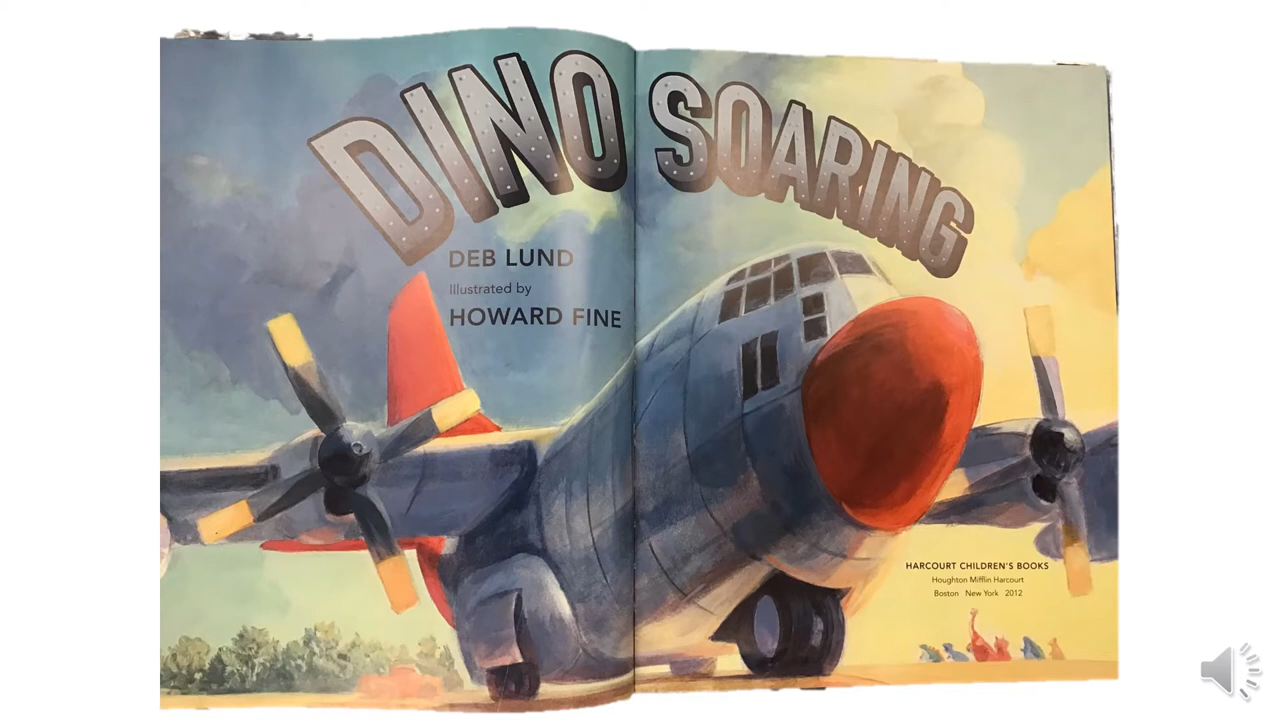 DINO SOARING
DEB LUND
Illustrated by
HOWARD FINE
HARCOURT CHILDREN'S BOOKS
Houghton Mifflin Harcourt
Boston New York 2012